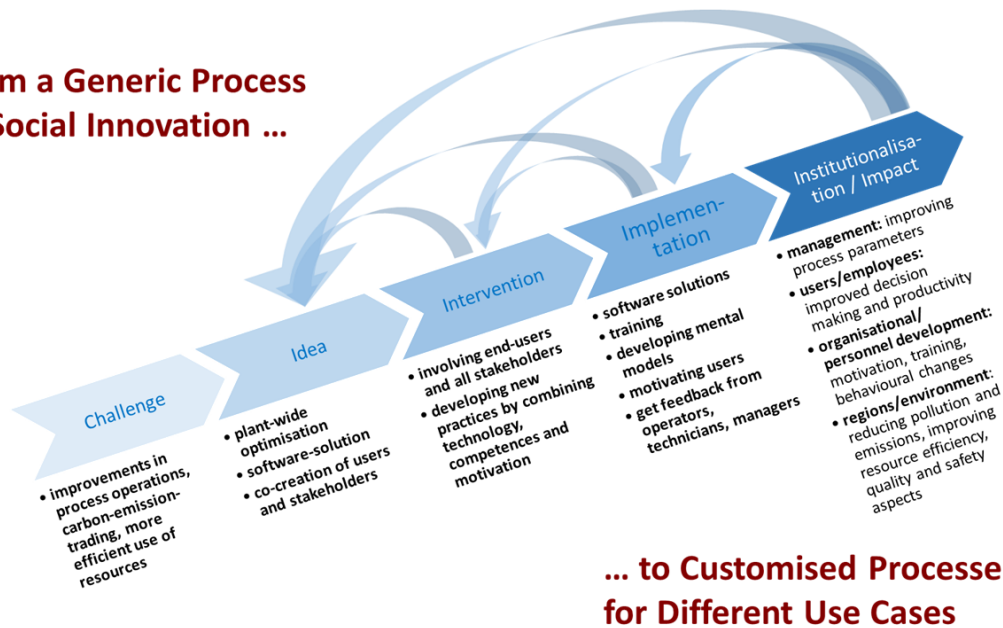 m a Generic Process
Social Innovation ...
Challenge
• improvements in
process operations,
carbon-emission-
trading, more
efficient use of
resources
Idea
• plant-wide
optimisation
• software-solution
• co-creation of users
and stakeholders
Intervention
• involving end-users
and all stakeholders
• developing new
practices by combining
technology,
competences and
motivation
Implemen-
tation
• software solutions
• training
• developing mental
models
• motivating users
• get feedback from
operators,
technicians, managers
Institutionalisa-
tion / Impact
• management: improving
process parameters
• users/employees:
improved decision
making and productivity
• organisational/
personnel development:
motivation, training,
behavioural changes
• regions/environment:
reducing pollution and
emissions, improving
resource efficiency,
quality and safety
aspects
... to Customised Processe
for Different Use Cases